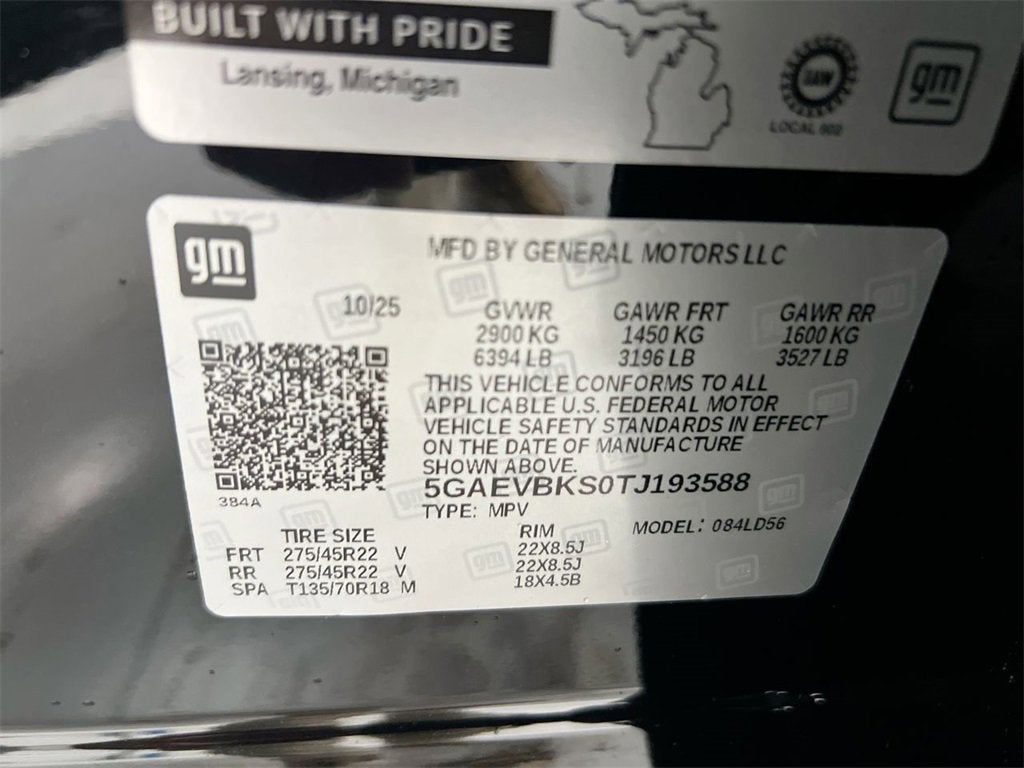 BUILT WITH PRIDE
Lansing, Michigan
UAW
LOCAL 602
gm
gm
MFD BY GENERAL MOTORS LLC
10/25
GVWR GAWR FRT GAWR RR
2900 KG 1450 KG 1600 KG
6394 LB 3196 LB 3527 LB
THIS VEHICLE CONFORMS TO ALL
APPLICABLE U.S. FEDERAL MOTOR
VEHICLE SAFETY STANDARDS IN EFFECT
ON THE DATE OF MANUFACTURE
SHOWN ABOVE.
384A
5GAEVBKS0TJ193588
TYPE: MPV
MODEL: 084LD56
TIRE SIZE RIM
FRT 275/45R22 V 22X8.5J
RR 275/45R22 V 22X8.5J
SPA T135/70R18 M 18X4.5B